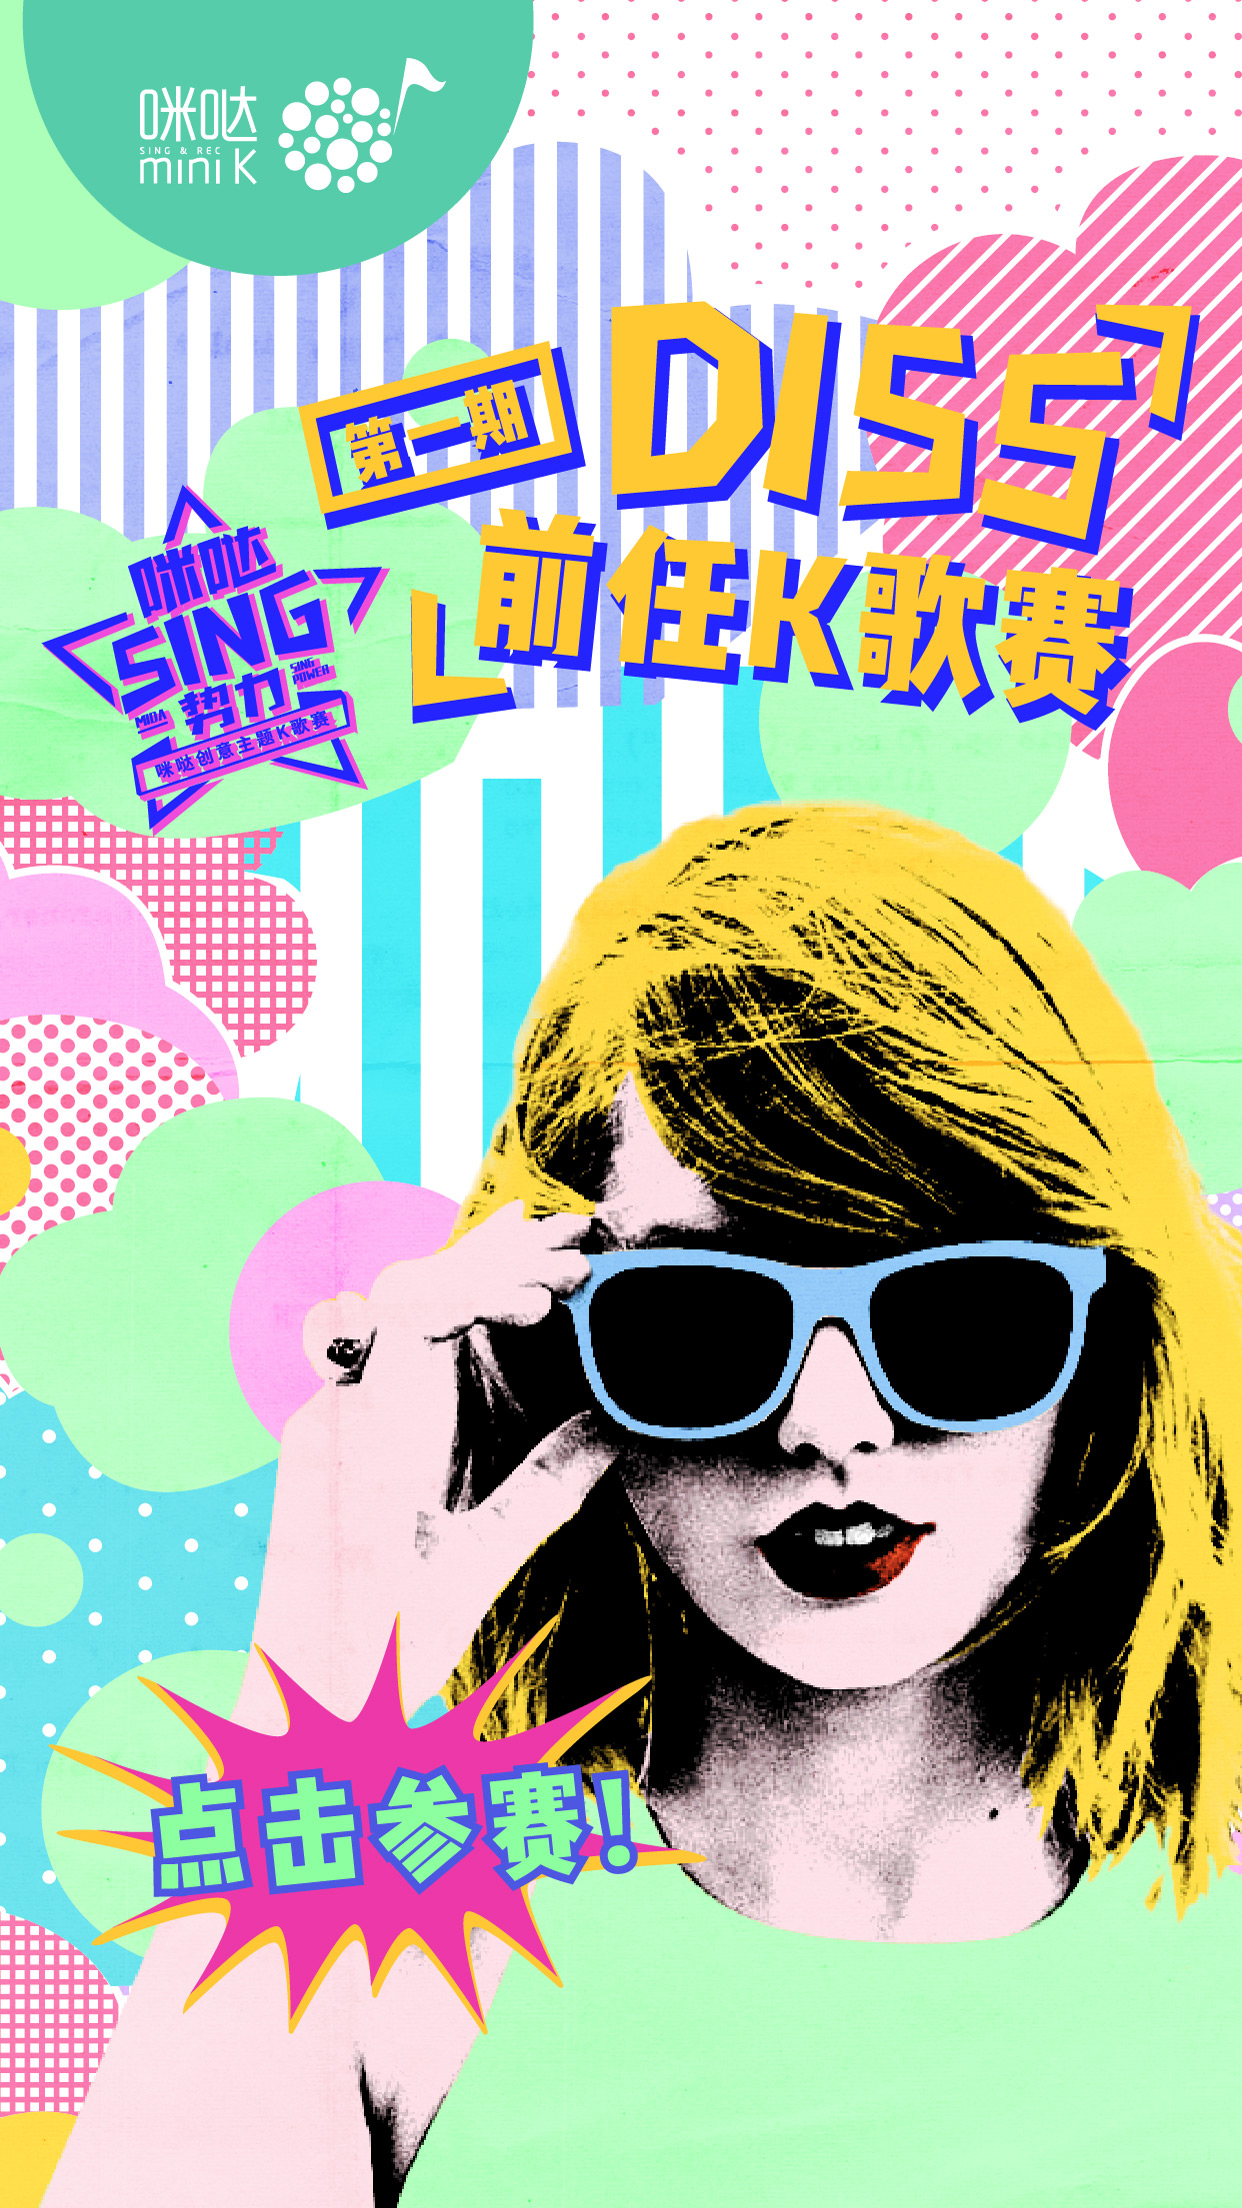 咪哒
SING & REC
mini K
第一期
DISS
前任K歌赛
咪哒
SING
势力
SING
POWER
MIDA
咪哒创意主题K歌赛
点击参赛!